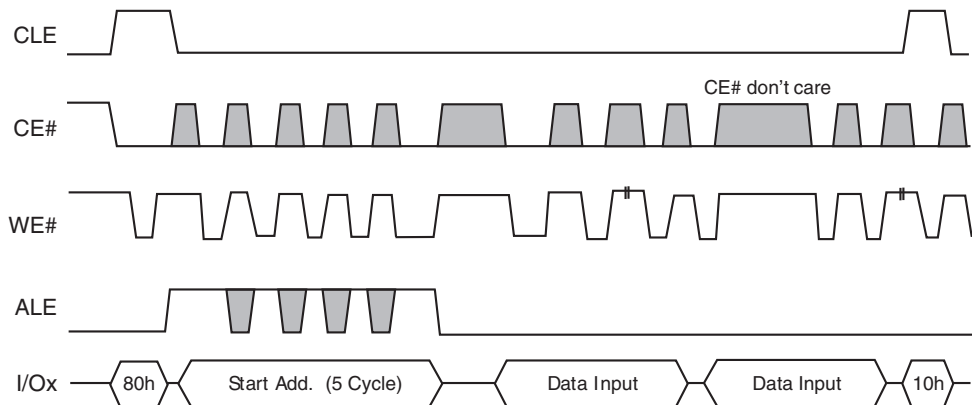 CLE
CE# don't care
CE#
WE#
ALE
I/Ox
80h
Start Add. (5 Cycle)
Data Input
Data Input
10h